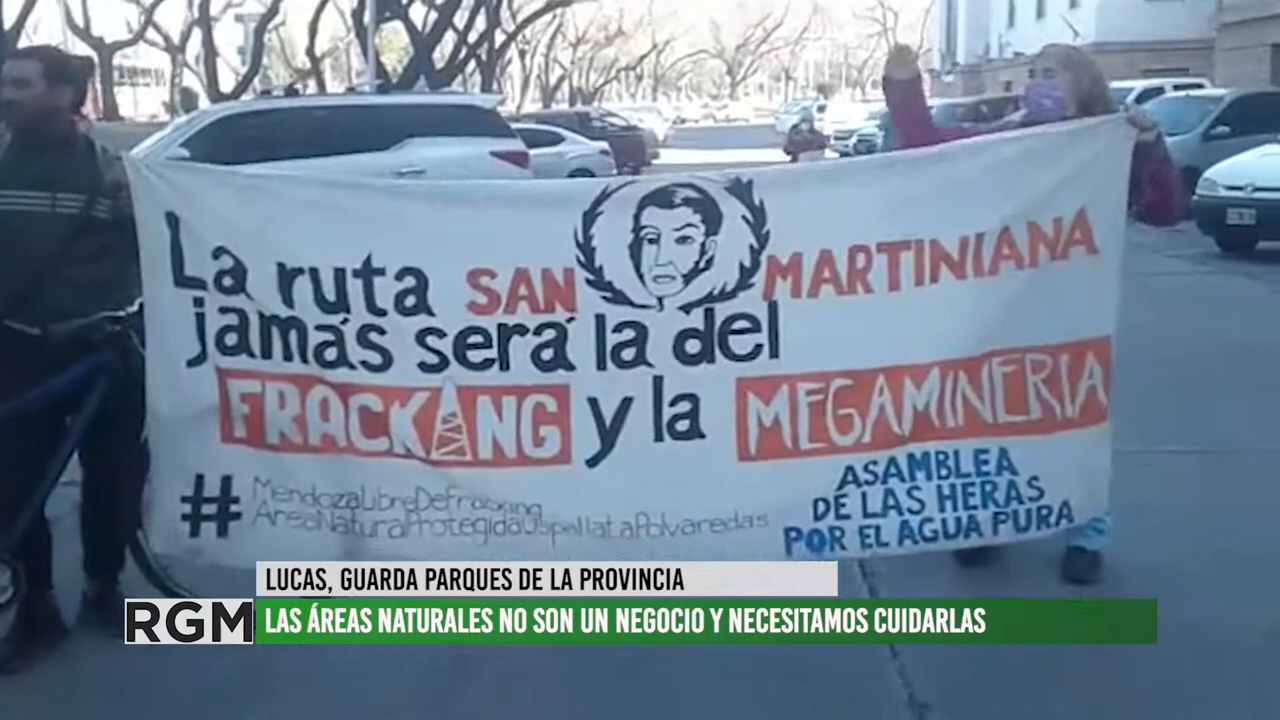 La ruta SAN MARTINIANA
jamás será la del
FRACKING y la MEGAMINERIA
#MendozaLibreDeFracking
AreaNaturalProtegidaUspallataPolvaredas
ASAMBLEA
DE LAS HERAS
POR EL AGUA PURA
LUCAS, GUARDA PARQUES DE LA PROVINCIA
RGM
LAS ÁREAS NATURALES NO SON UN NEGOCIO Y NECESITAMOS CUIDARLAS